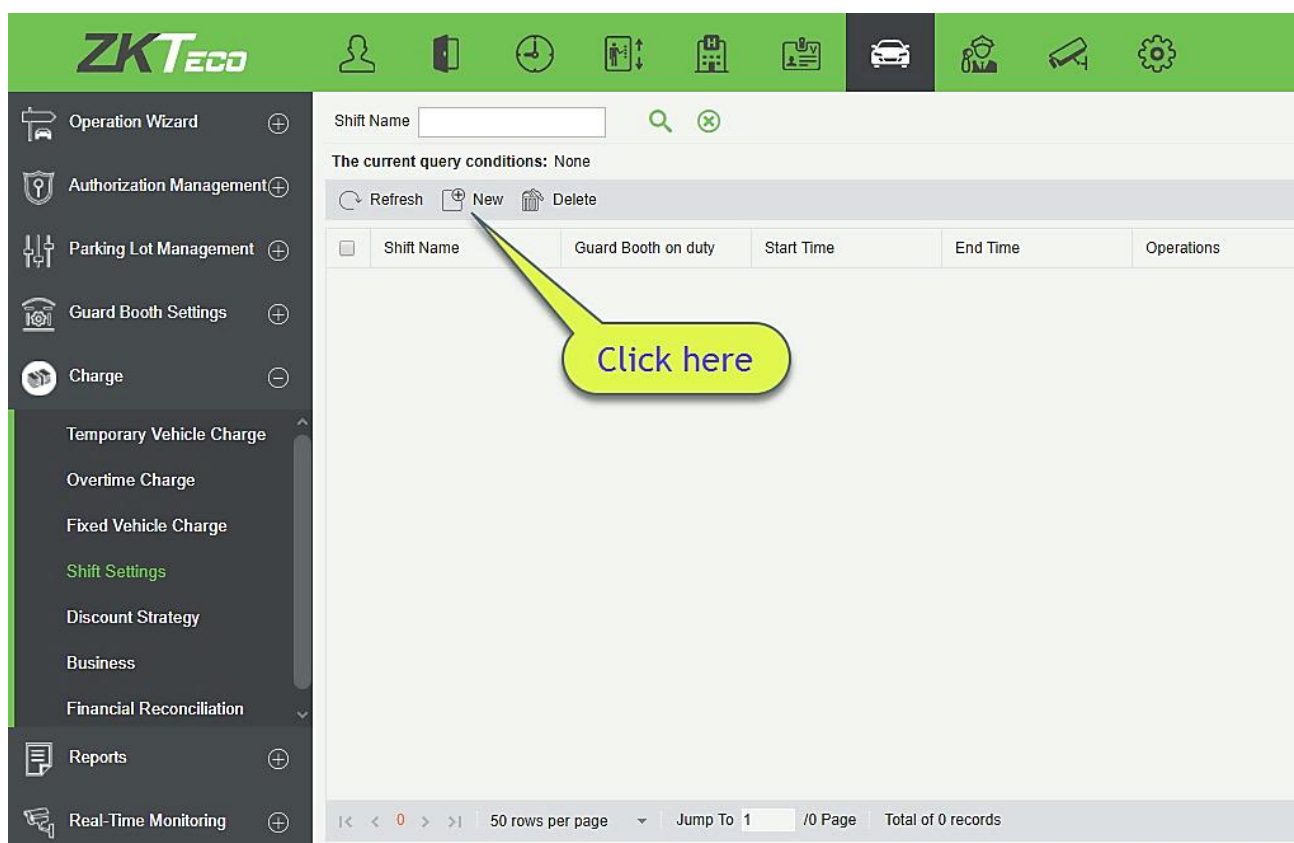 ZKTeco
Operation Wizard
Authorization Management
Parking Lot Management
Guard Booth Settings
Charge
Temporary Vehicle Charge
Overtime Charge
Fixed Vehicle Charge
Shift Settings
Discount Strategy
Business
Financial Reconciliation
Reports
Real-Time Monitoring
Shift Name
The current query conditions: None
Refresh New Delete
Shift Name Guard Booth on duty Start Time End Time Operations
Click here
|< < 0 > >| 50 rows per page Jump To 1 /0 Page Total of 0 records